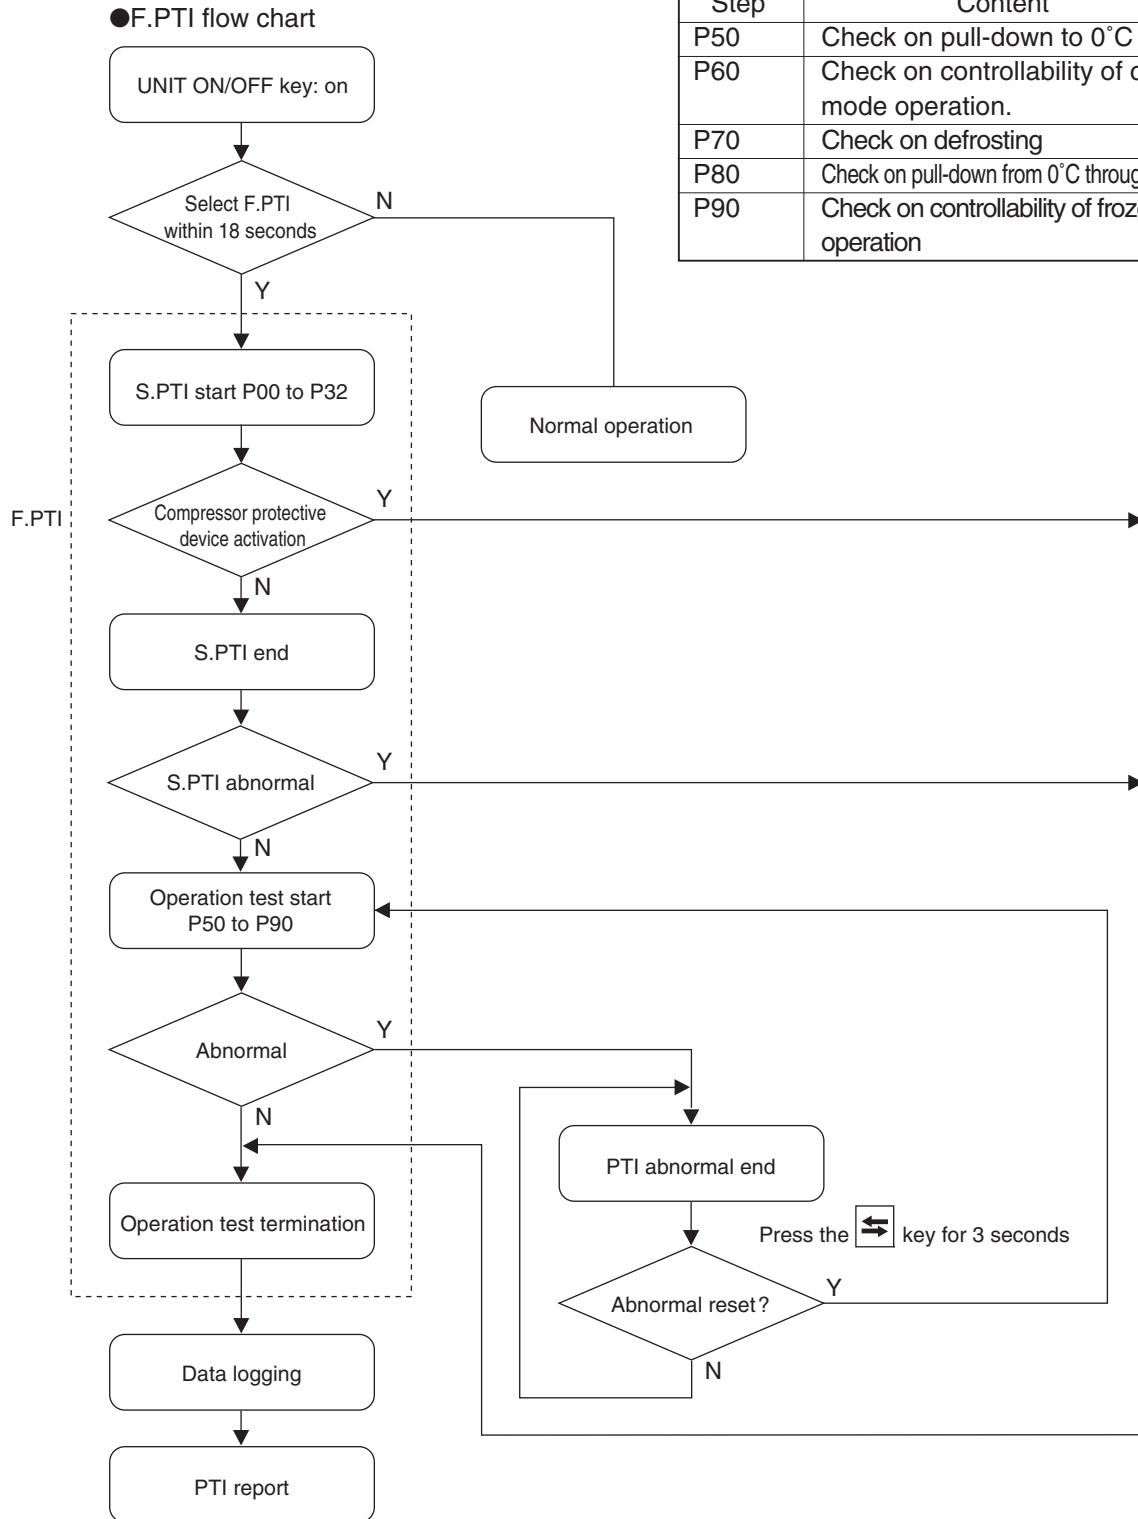 ●F.PTI flow chart
Step Content
P50 Check on pull-down to 0˚C
P60 Check on controllability of
mode operation.
P70 Check on defrosting
P80 Check on pull-down from 0˚C
P90 Check on controllability of
operation
UNIT ON/OFF key: on
Select F.PTI
within 18 seconds
N
Y
S.PTI start P00 to P32
Normal operation
F.PTI
Compressor protective
device activation
Y
N
S.PTI end
S.PTI abnormal
Y
N
Operation test start
P50 to P90
Abnormal
Y
N
PTI abnormal end
Operation test termination
Press the key for 3 seconds
Abnormal reset?
Y
N
Data logging
PTI report